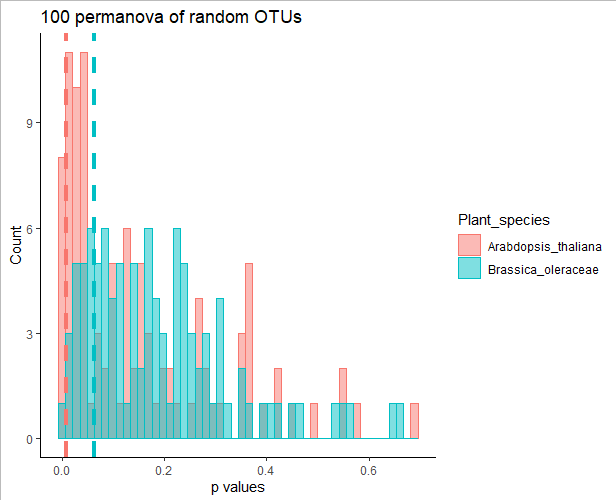 100 permanova of random OTUs
Count
9
6
3
0
0.0 0.2 0.4 0.6
p values
Plant_species
Arabdopsis_thaliana
Brassica_oleraceae